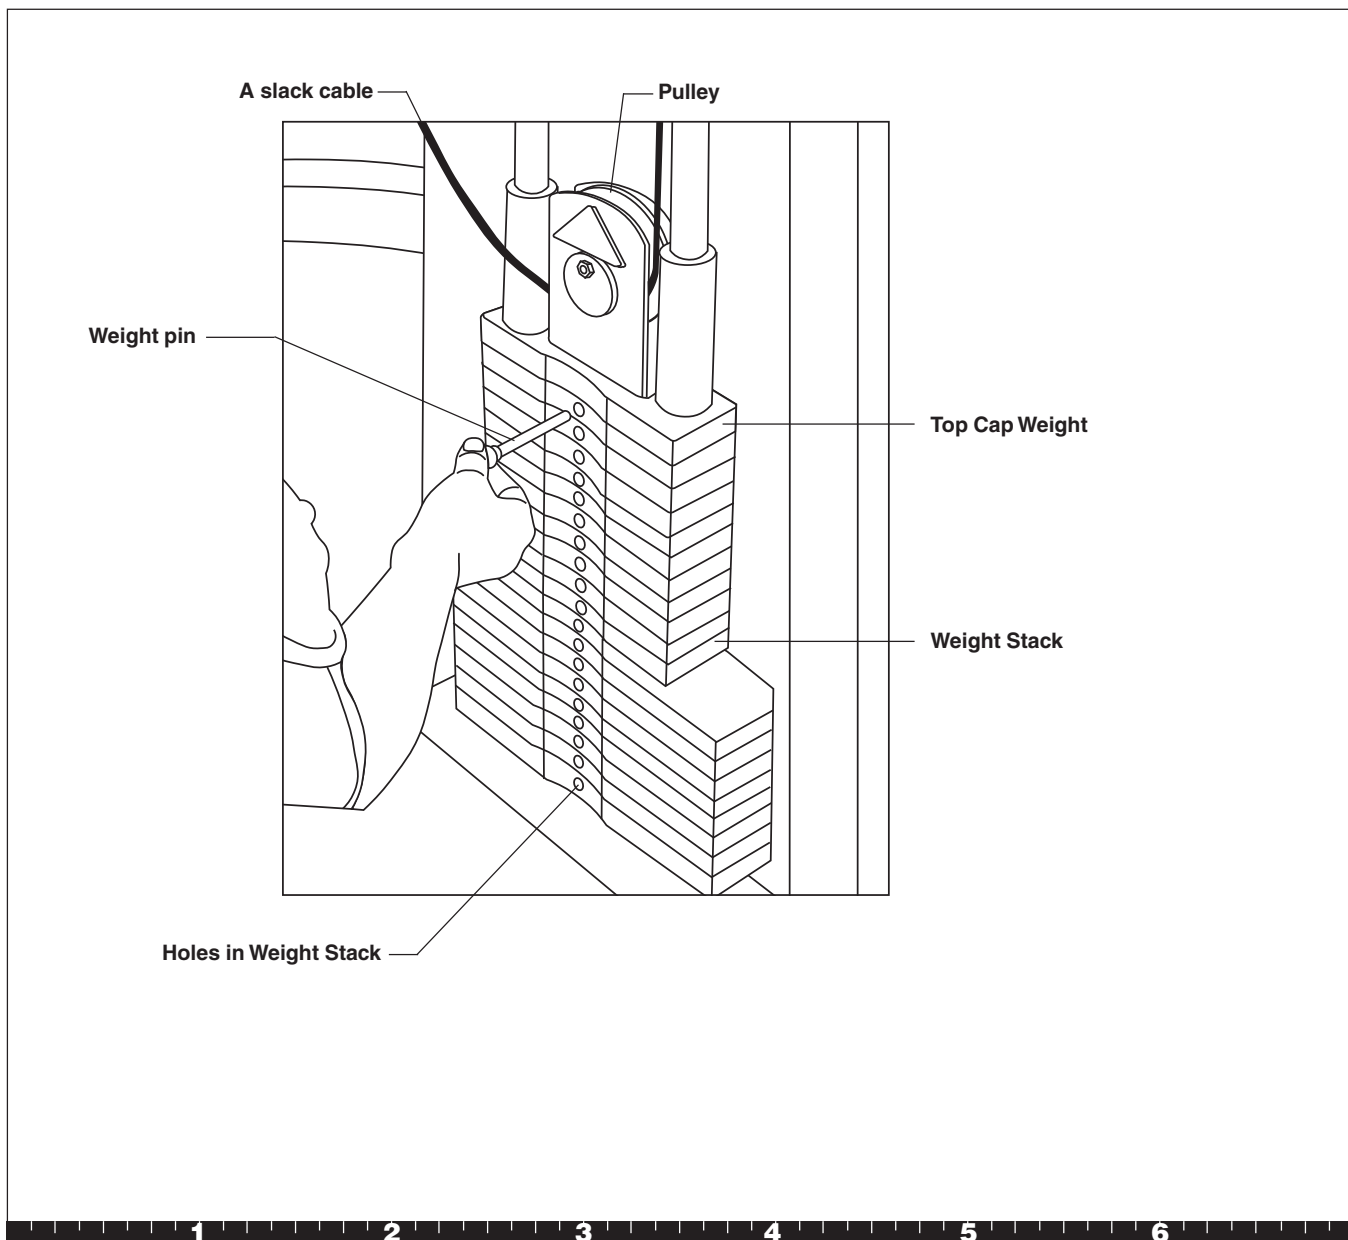 A slack cable
Pulley
Weight pin
Top Cap Weight
Weight Stack
Holes in Weight Stack
1 2 3 4 5 6